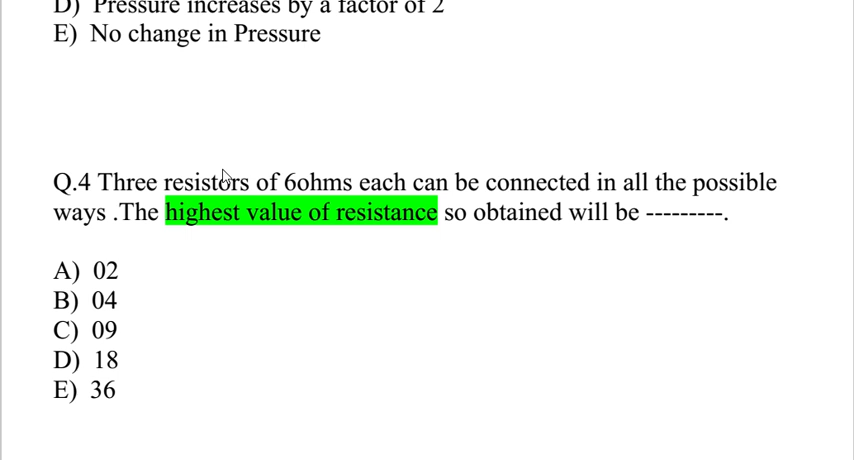 D) Pressure increases by a factor of 2
E) No change in Pressure
Q.4 Three resistors of 6ohms each can be connected in all the possible
ways .The highest value of resistance so obtained will be ---------.
A) 02
B) 04
C) 09
D) 18
E) 36